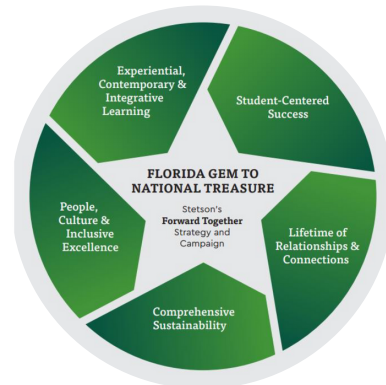 Experiential,
Contemporary &
Integrative
Learning
Student-Centered
Success
FLORIDA GEM TO
NATIONAL TREASURE
Stetson's
Forward Together
Strategy and
Campaign
People,
Culture &
Inclusive
Excellence
Lifetime of
Relationships &
Connections
Comprehensive
Sustainability